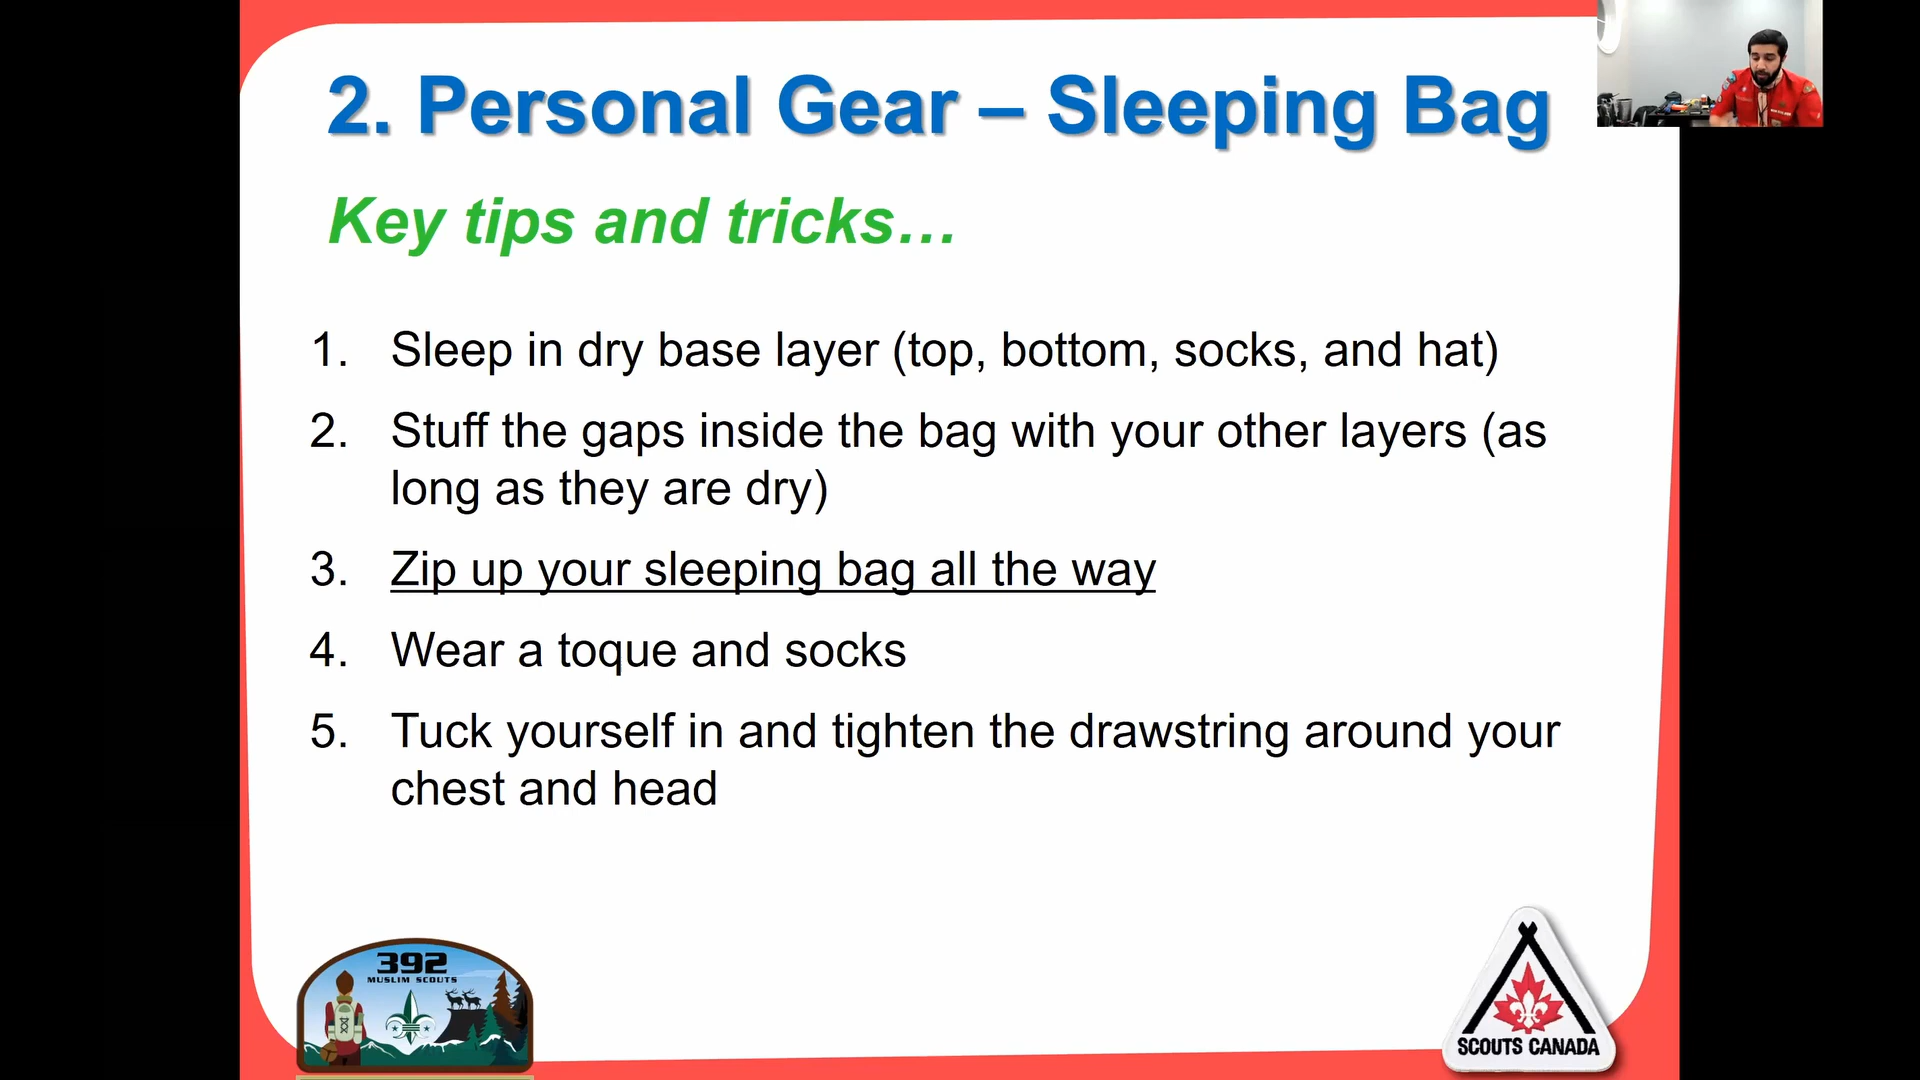 2. Personal Gear – Sleeping Bag
Key tips and tricks…
1. Sleep in dry base layer (top, bottom, socks, and hat)
2. Stuff the gaps inside the bag with your other layers (as
long as they are dry)
3. Zip up your sleeping bag all the way
4. Wear a toque and socks
5. Tuck yourself in and tighten the drawstring around your
chest and head
392
MUSLIM SCOUTS
SCOUTS CANADA